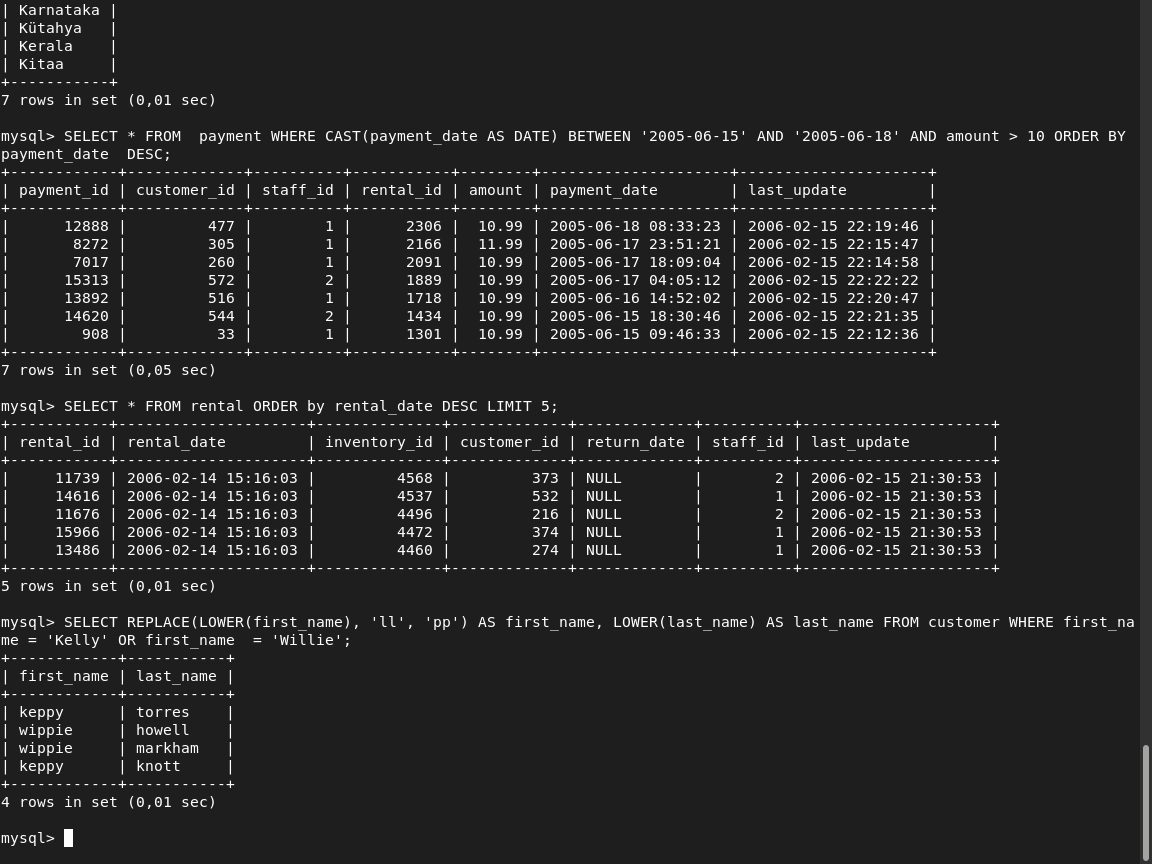 | Karnataka |
| Kütahya   |
| Kerala    |
| Kitaa     |
+-----------+
7 rows in set (0,01 sec)

mysql> SELECT * FROM  payment WHERE CAST(payment_date AS DATE) BETWEEN '2005-06-15' AND '2005-06-18' AND amount > 10 ORDER BY
payment_date  DESC;
+------------+-------------+----------+-----------+--------+---------------------+---------------------+
| payment_id | customer_id | staff_id | rental_id | amount | payment_date        | last_update         |
+------------+-------------+----------+-----------+--------+---------------------+---------------------+
|      12888 |         477 |        1 |      2306 |  10.99 | 2005-06-18 08:33:23 | 2006-02-15 22:19:46 |
|       8272 |         305 |        1 |      2166 |  11.99 | 2005-06-17 23:51:21 | 2006-02-15 22:15:47 |
|       7017 |         260 |        1 |      2091 |  10.99 | 2005-06-17 18:09:04 | 2006-02-15 22:14:58 |
|      15313 |         572 |        2 |      1889 |  10.99 | 2005-06-17 04:05:12 | 2006-02-15 22:22:22 |
|      13892 |         516 |        1 |      1718 |  10.99 | 2005-06-16 14:52:02 | 2006-02-15 22:20:47 |
|      14620 |         544 |        2 |      1434 |  10.99 | 2005-06-15 18:30:46 | 2006-02-15 22:21:35 |
|        908 |          33 |        1 |      1301 |  10.99 | 2005-06-15 09:46:33 | 2006-02-15 22:12:36 |
+------------+-------------+----------+-----------+--------+---------------------+---------------------+
7 rows in set (0,05 sec)

mysql> SELECT * FROM rental ORDER by rental_date DESC LIMIT 5;
+-----------+---------------------+--------------+-------------+-------------+----------+---------------------+
| rental_id | rental_date         | inventory_id | customer_id | return_date | staff_id | last_update         |
+-----------+---------------------+--------------+-------------+-------------+----------+---------------------+
|     11739 | 2006-02-14 15:16:03 |         4568 |         373 | NULL        |        2 | 2006-02-15 21:30:53 |
|     14616 | 2006-02-14 15:16:03 |         4537 |         532 | NULL        |        1 | 2006-02-15 21:30:53 |
|     11676 | 2006-02-14 15:16:03 |         4496 |         216 | NULL        |        2 | 2006-02-15 21:30:53 |
|     15966 | 2006-02-14 15:16:03 |         4472 |         374 | NULL        |        1 | 2006-02-15 21:30:53 |
|     13486 | 2006-02-14 15:16:03 |         4460 |         274 | NULL        |        1 | 2006-02-15 21:30:53 |
+-----------+---------------------+--------------+-------------+-------------+----------+---------------------+
5 rows in set (0,01 sec)

mysql> SELECT REPLACE(LOWER(first_name), 'll', 'pp') AS first_name, LOWER(last_name) AS last_name FROM customer WHERE first_na
me = 'Kelly' OR first_name  = 'Willie';
+------------+-----------+
| first_name | last_name |
+------------+-----------+
| keppy      | torres    |
| wippie     | howell    |
| wippie     | markham   |
| keppy      | knott     |
+------------+-----------+
4 rows in set (0,01 sec)

mysql>